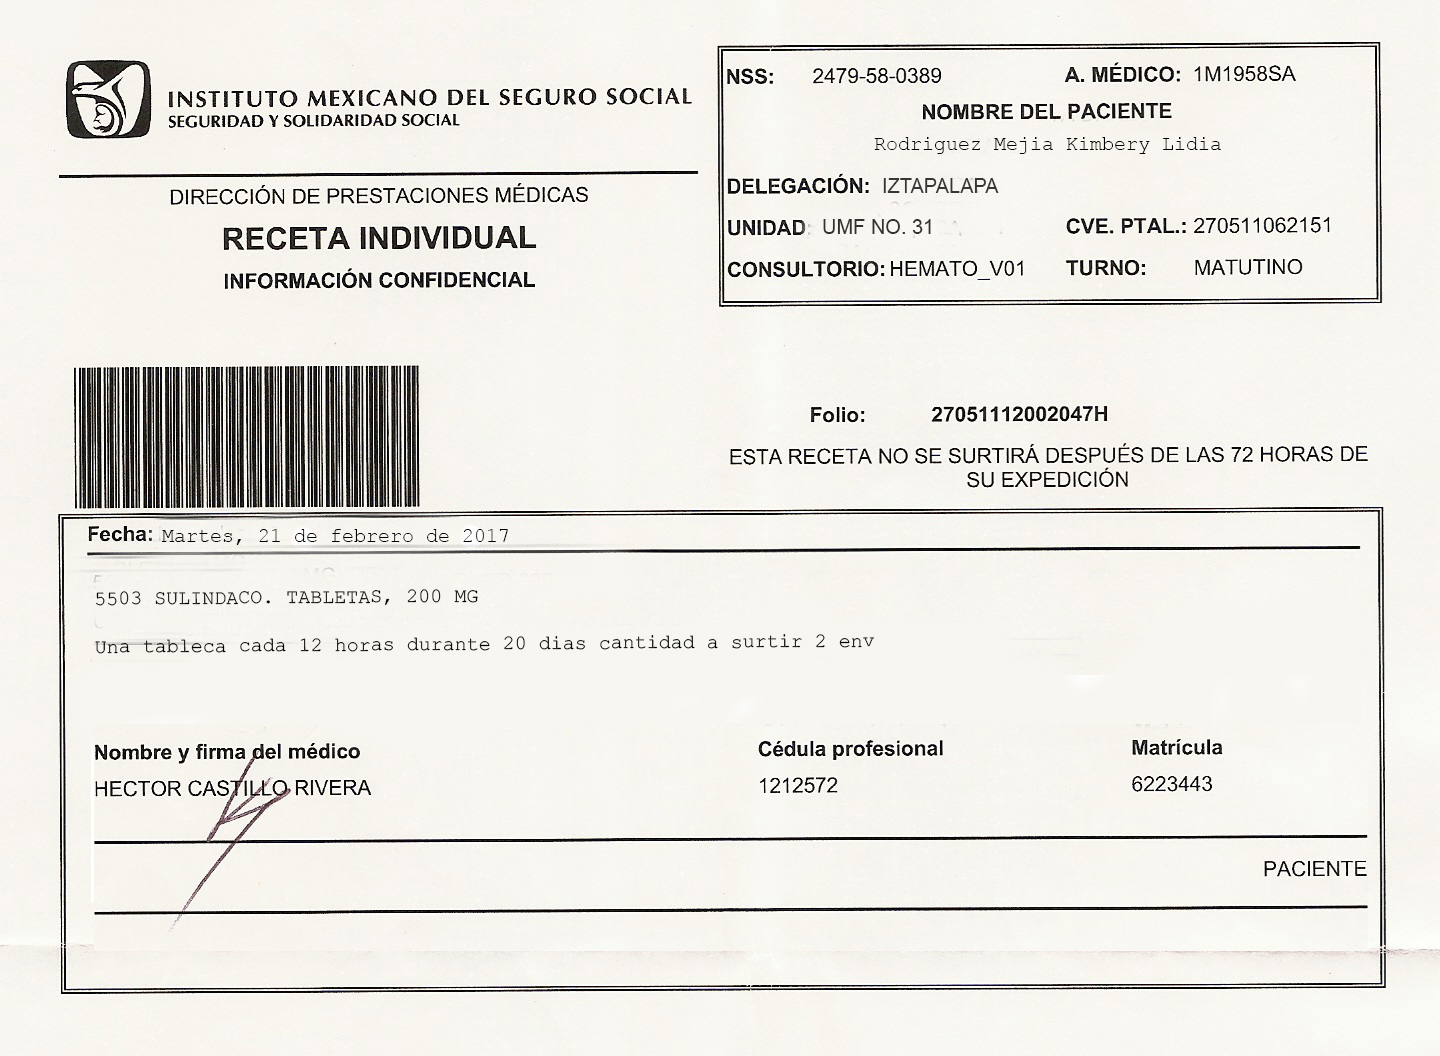 INSTITUTO MEXICANO DEL SEGURO SOCIAL
SEGURIDAD Y SOLIDARIDAD SOCIAL
DIRECCIÓN DE PRESTACIONES MÉDICAS
RECETA INDIVIDUAL
INFORMACIÓN CONFIDENCIAL
NSS: 2479-58-0389 A. MÉDICO: 1M1958SA
NOMBRE DEL PACIENTE
Rodriguez Mejia Kimbery Lidia
DELEGACIÓN: IZTAPALAPA
UNIDAD: UMF NO. 31 CVE. PTAL.: 270511062151
CONSULTORIO: HEMATO_V01 TURNO: MATUTINO
Folio: 27051112002047H
ESTA RECETA NO SE SURTIRÁ DESPUÉS DE LAS 72 HORAS DE
SU EXPEDICIÓN
Fecha: Martes, 21 de febrero de 2017
5503 SULINDACO. TABLETAS, 200 MG
Una tableca cada 12 horas durante 20 dias cantidad a surtir 2 env
Nombre y firma del médico Cédula profesional Matrícula
HECTOR CASTILLO RIVERA 1212572 6223443
PACIENTE